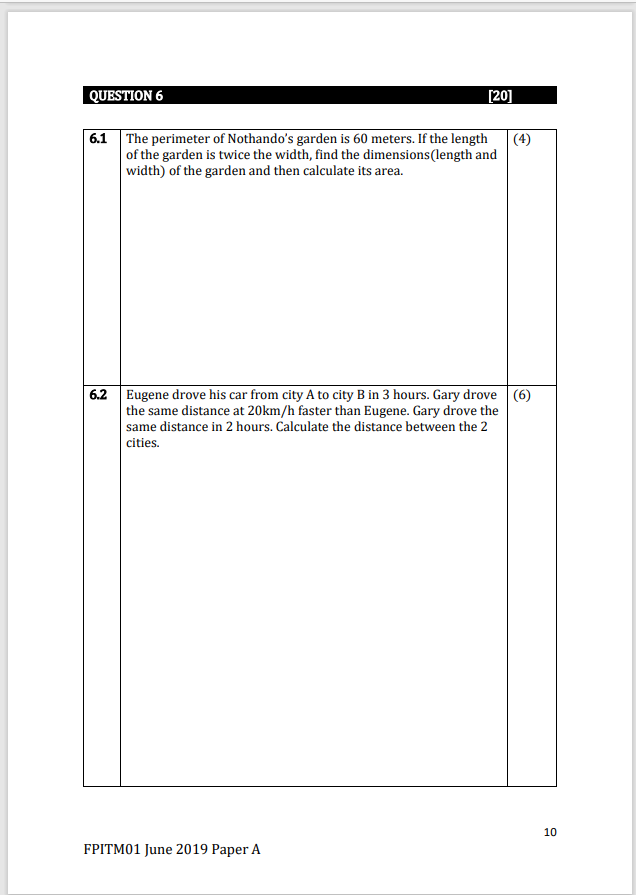 QUESTION 6 [20]
6.1 The perimeter of Nothando’s garden is 60 meters. If the length (4)
of the garden is twice the width, find the dimensions(length and
width) of the garden and then calculate its area.
6.2 Eugene drove his car from city A to city B in 3 hours. Gary drove (6)
the same distance at 20km/h faster than Eugene. Gary drove the
same distance in 2 hours. Calculate the distance between the 2
cities.
10
FPITM01 June 2019 Paper A